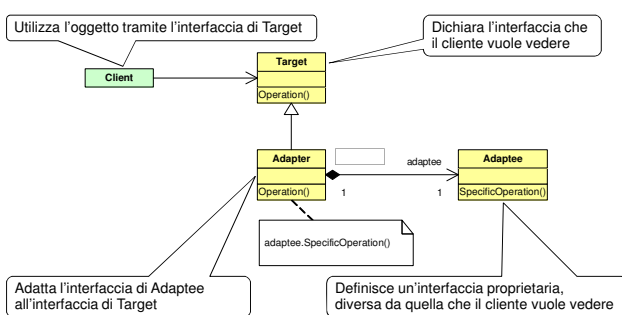 Utilizza l'oggetto tramite l'interfaccia di Target
Dichiara l'interfaccia che
il cliente vuole vedere
Target
Client
Operation()
Adapter
adaptee
Adaptee
Operation()
1
1
SpecificOperation()
adaptee.SpecificOperation()
Adatta l'interfaccia di Adaptee
all'interfaccia di Target
Definisce un'interfaccia proprietaria,
diversa da quella che il cliente vuole vedere